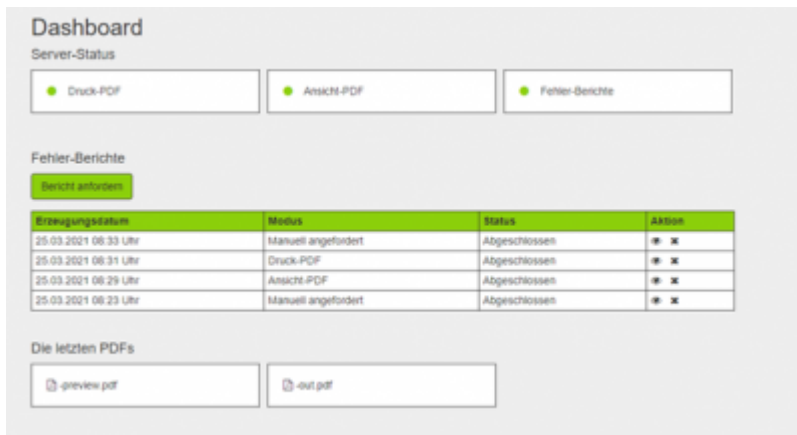 Dashboard
Server-Status
Druck-PDF Ansicht-PDF Fehler-Berichte
Fehler-Berichte
Bericht anfordern
Erzeugungsdatum Modus Status Aktion
25.03.2021 08:33 Uhr Manuell angefordert Abgeschlossen
25.03.2021 08:31 Uhr Druck-PDF Abgeschlossen
25.03.2021 08:29 Uhr Ansicht-PDF Abgeschlossen
25.03.2021 08:23 Uhr Manuell angefordert Abgeschlossen
Die letzten PDFs
-preview.pdf -out.pdf